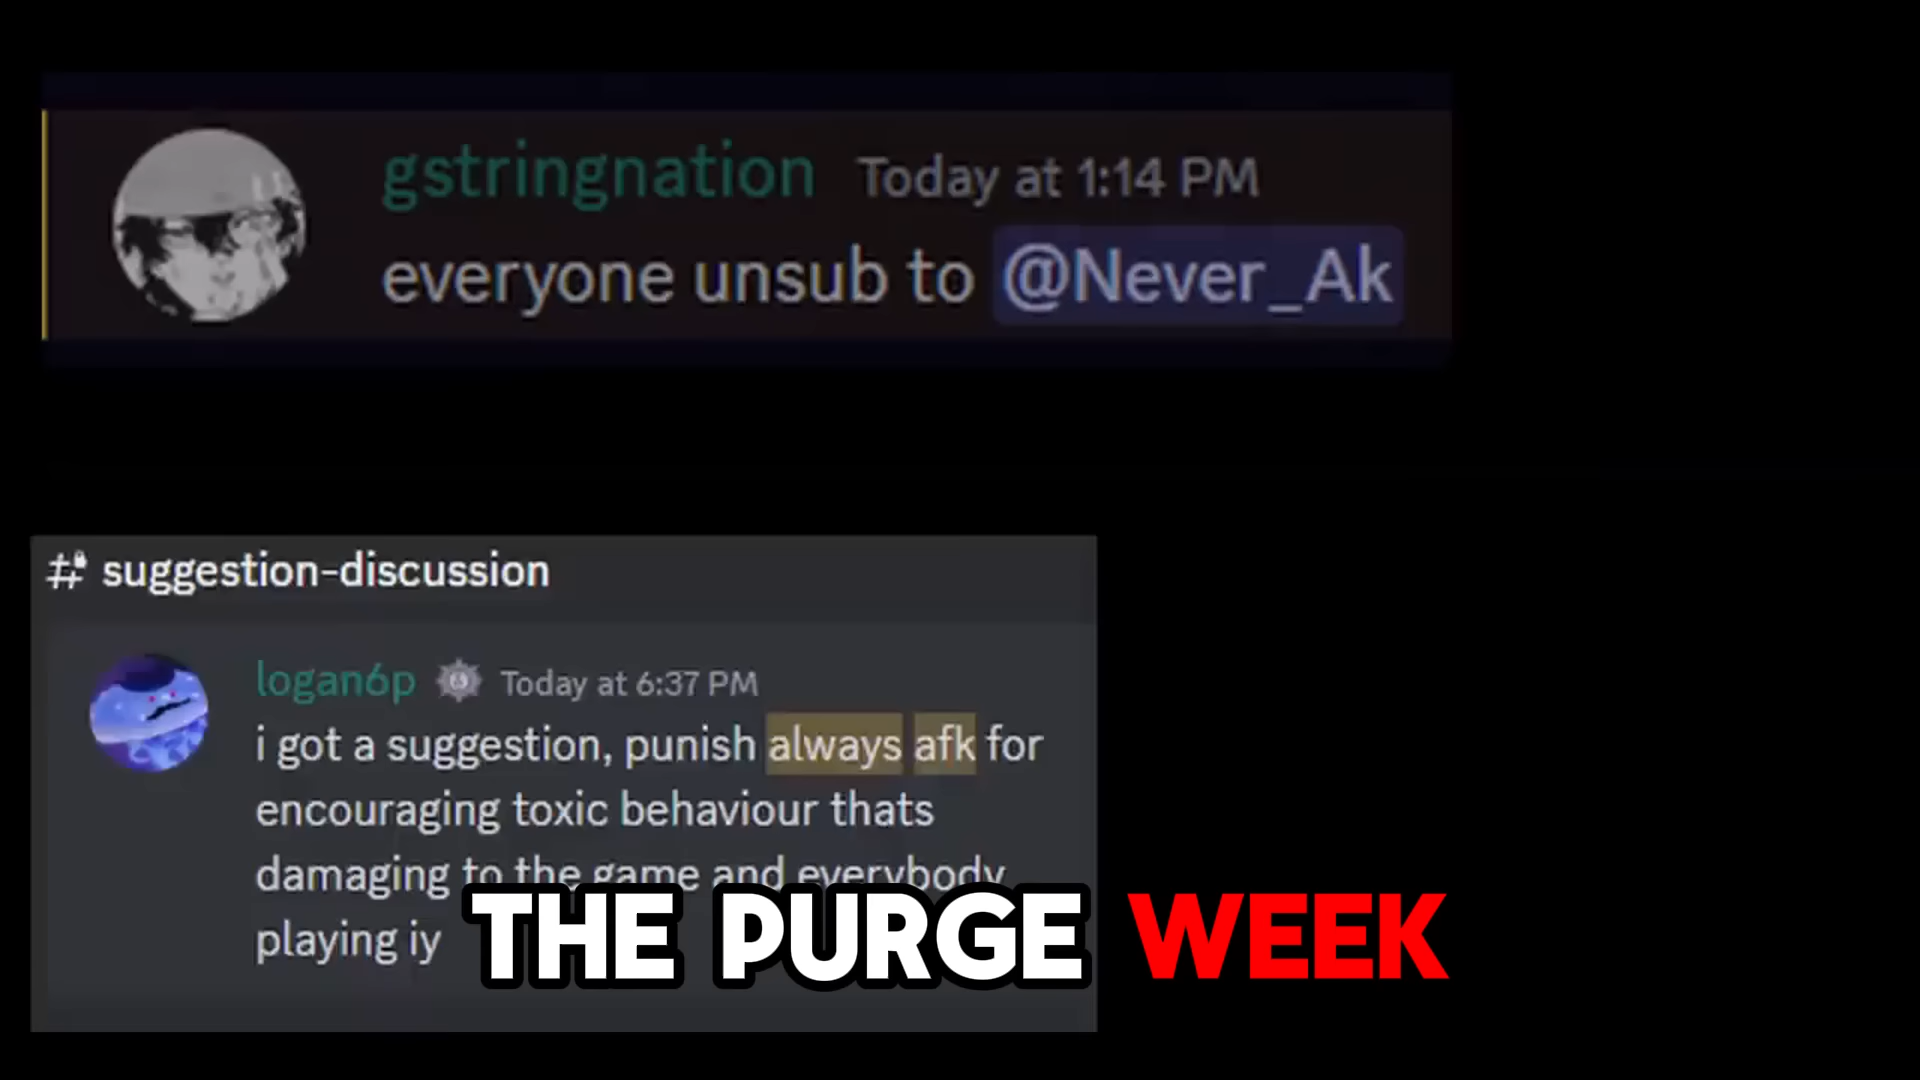 gstringnation Today at 1:14 PM
everyone unsub to @Never_Ak
# suggestion-discussion
logan6p Today at 6:37 PM
i got a suggestion, punish always afk for
encouraging toxic behaviour thats
damaging to the game and everybody
playing iy
THE PURGE WEEK